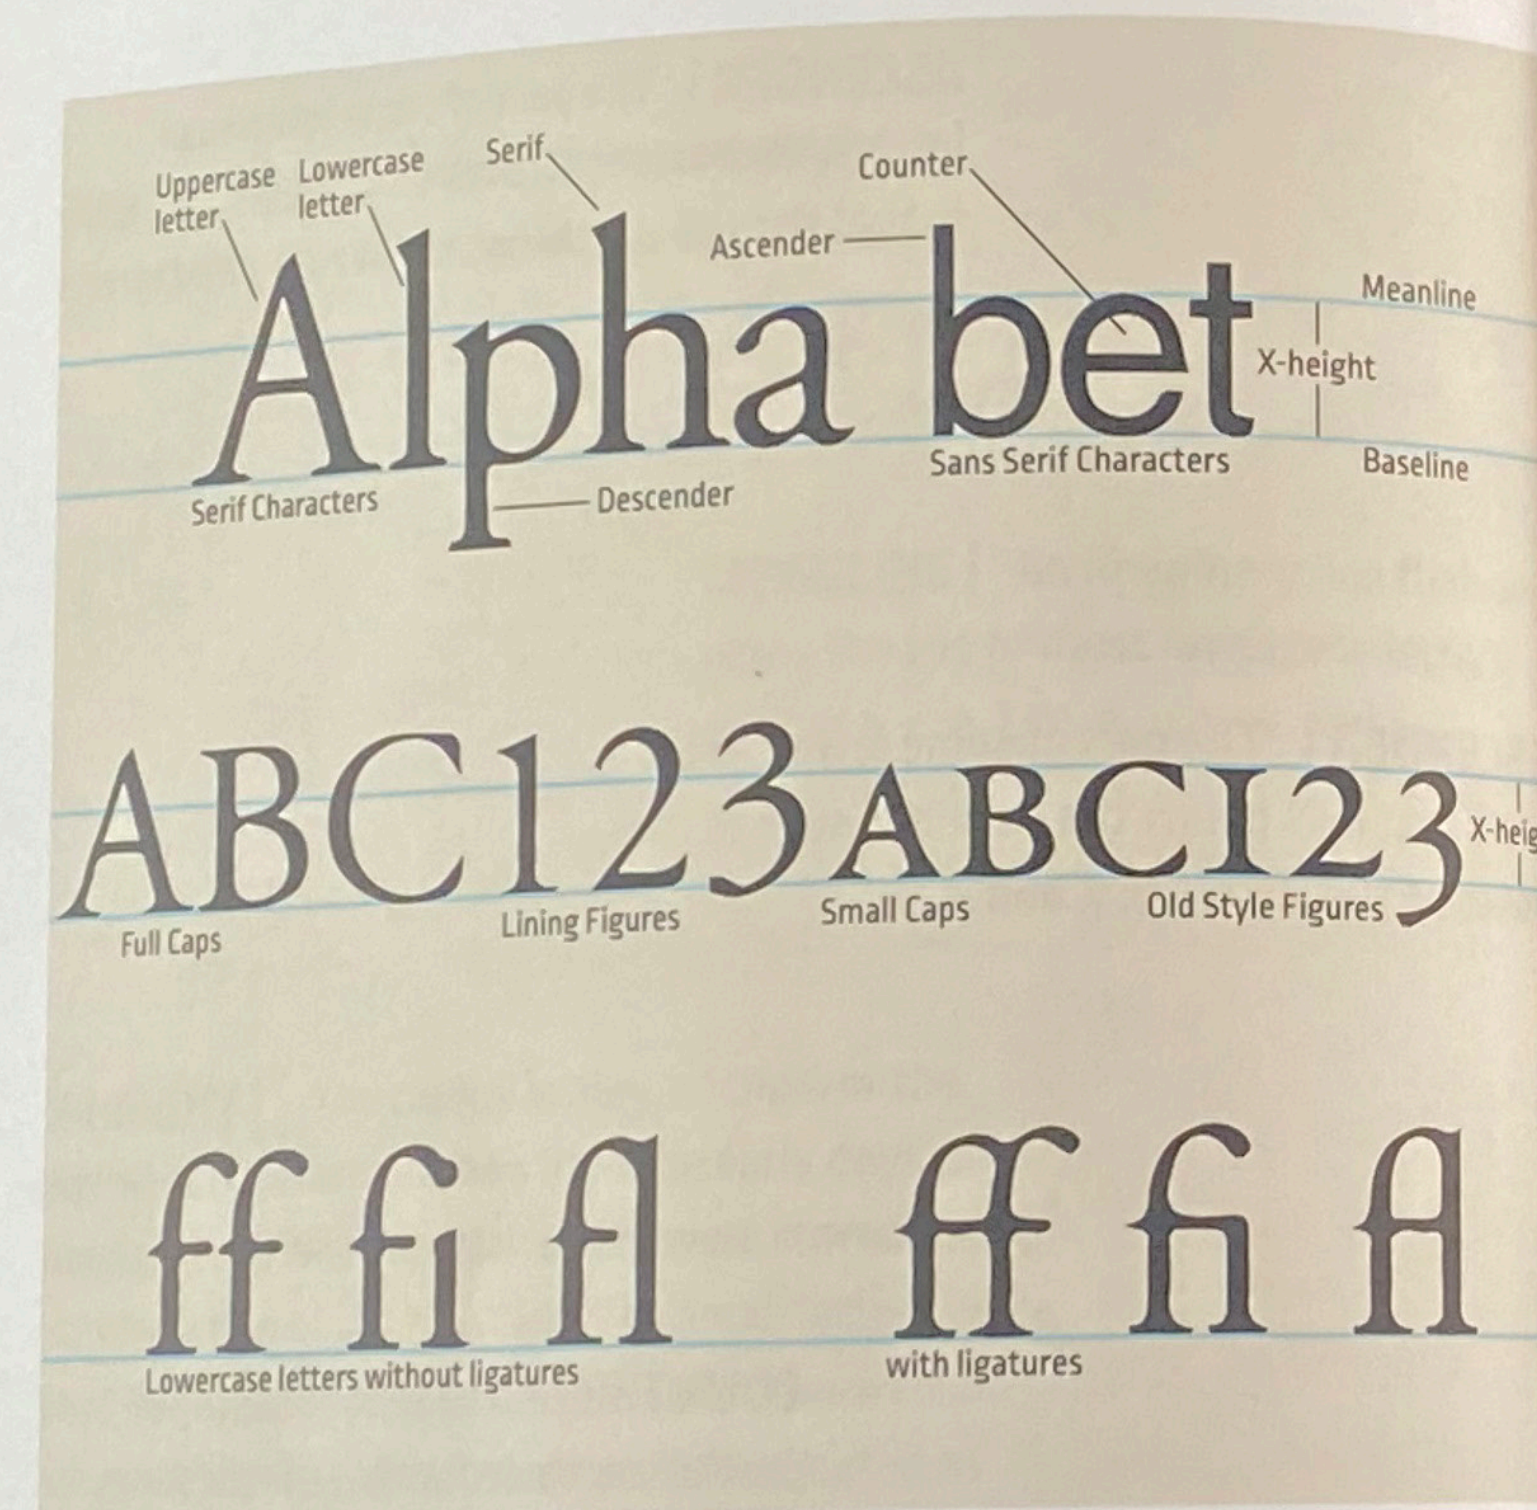 Uppercase letter
Lowercase letter
Serif
Counter
Ascender
Alpha bet
Meanline
X-height
Baseline
Serif Characters
Descender
Sans Serif Characters
ABC123 ABC123
X-heig
Full Caps
Lining Figures
Small Caps
Old Style Figures
ff fi fl ff fi fl
Lowercase letters without ligatures
with ligatures